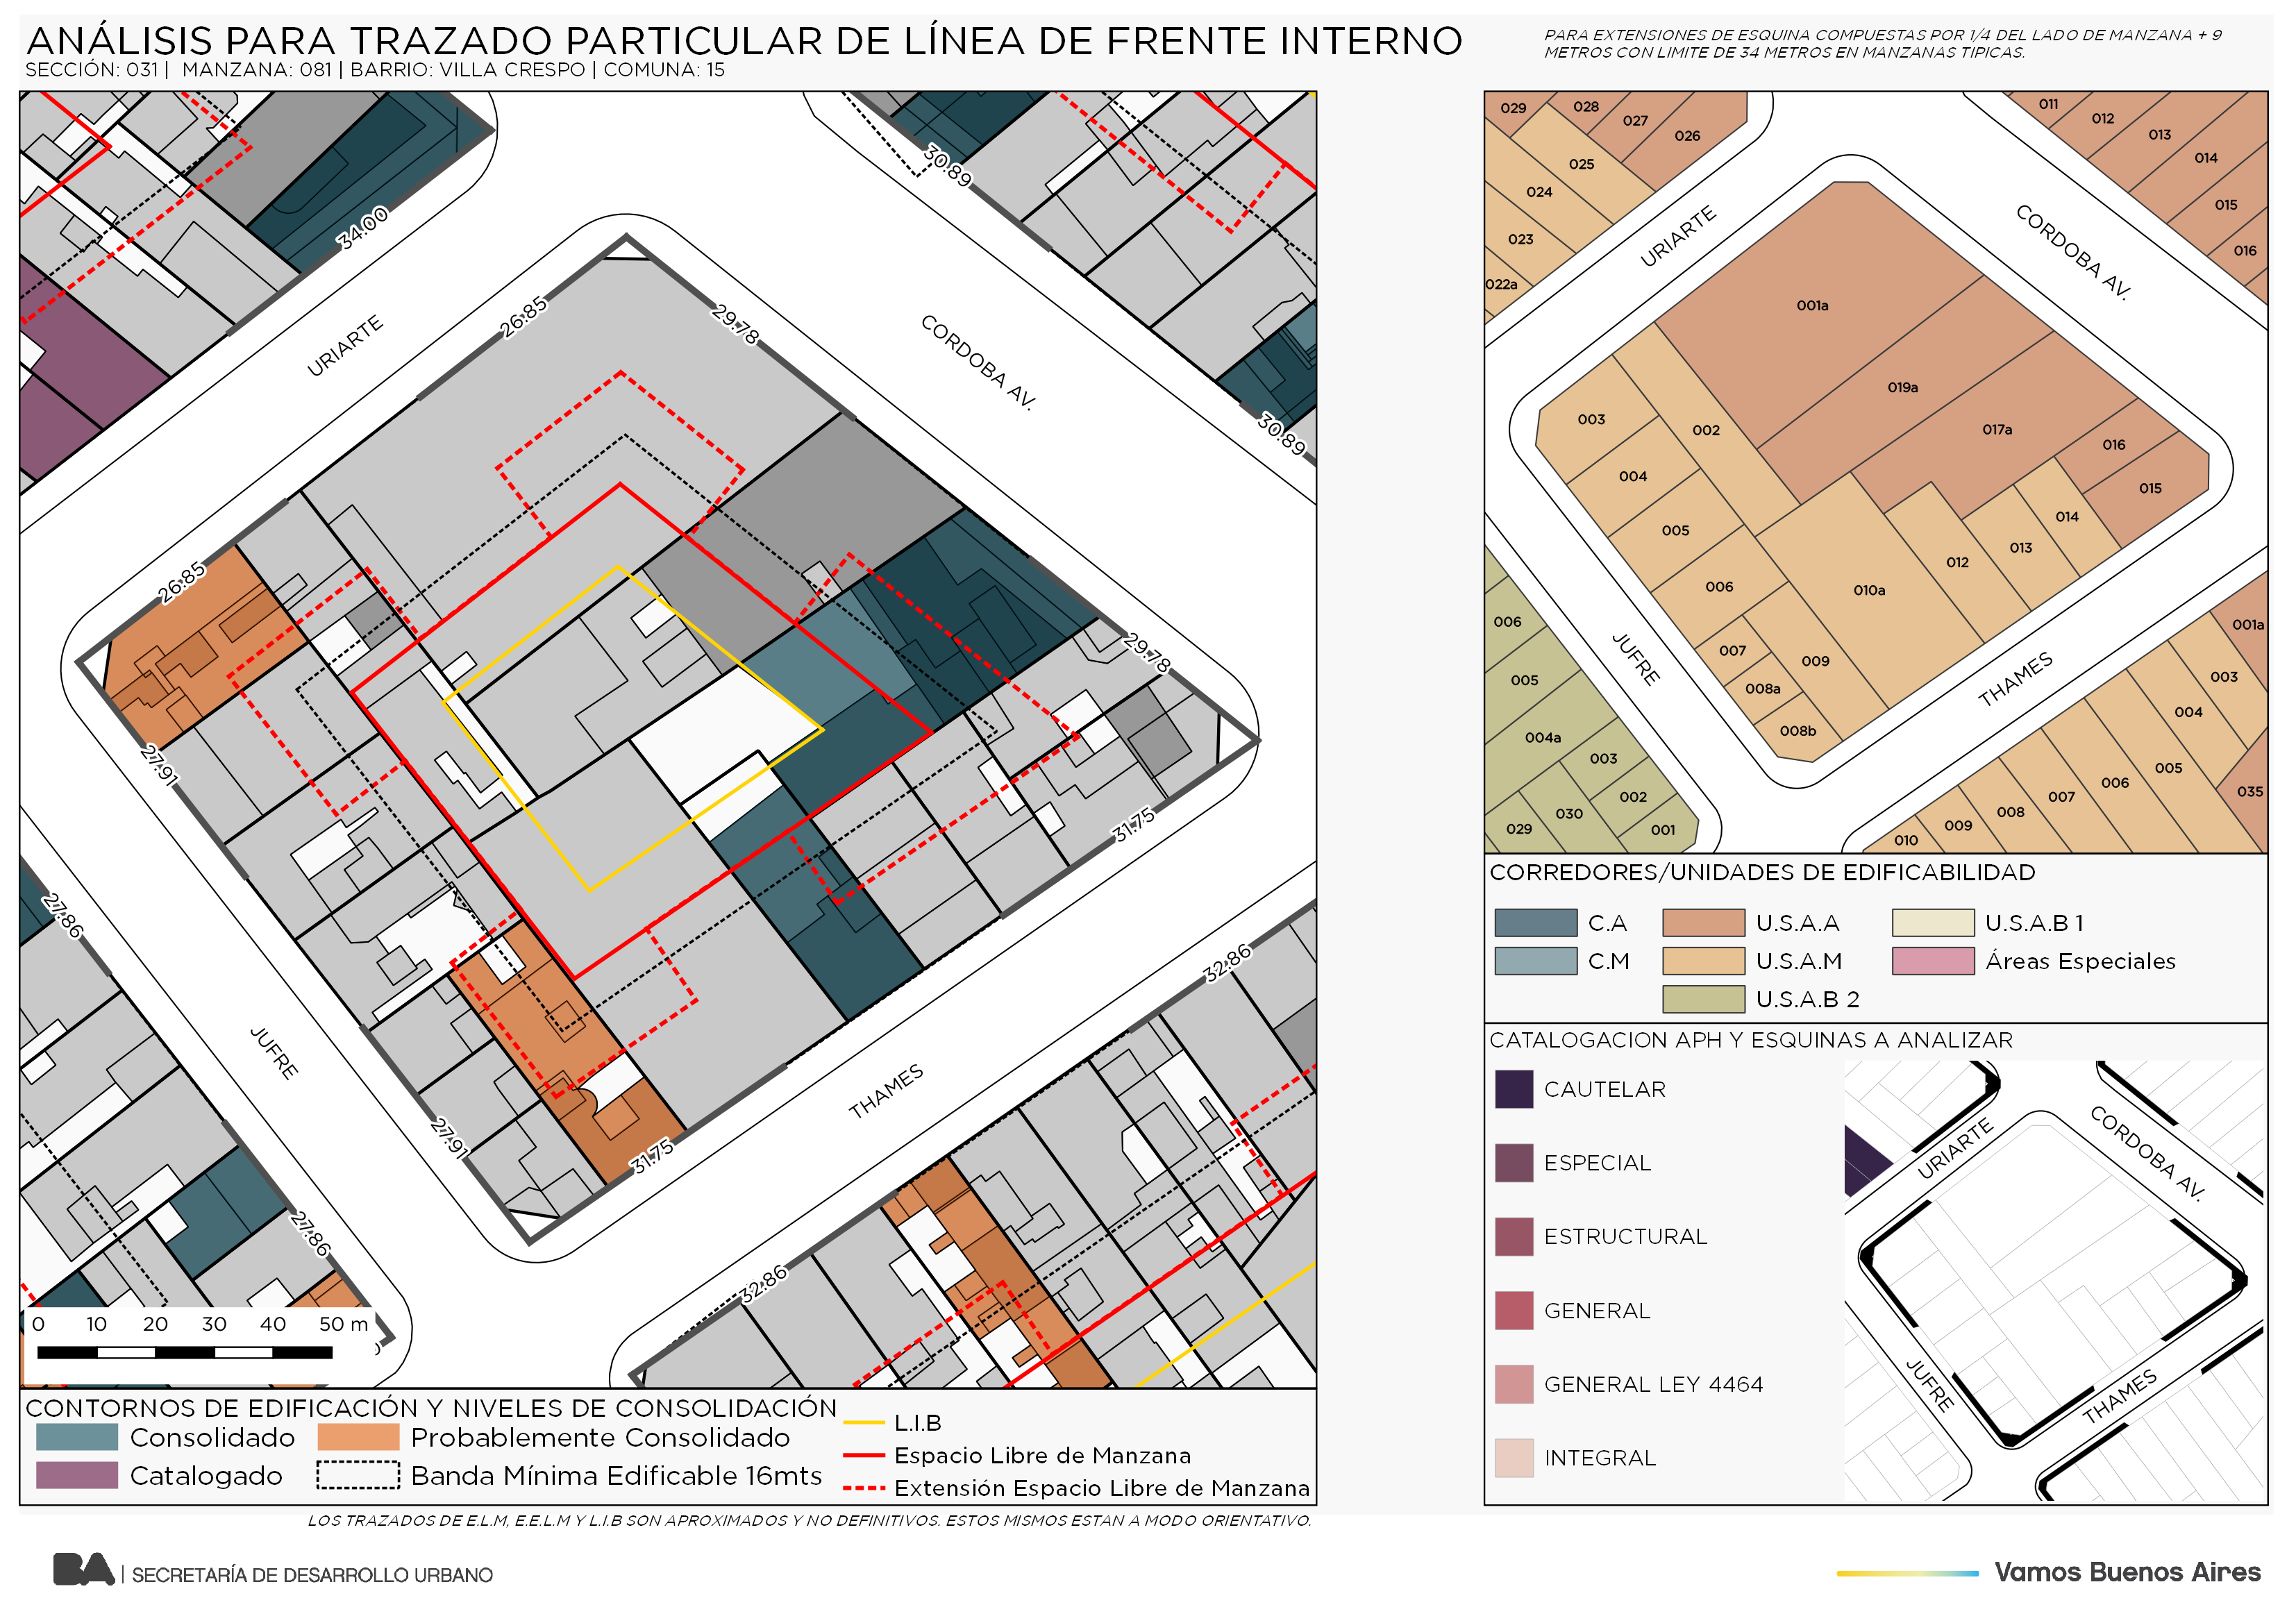 ANÁLISIS PARA TRAZADO PARTICULAR DE LÍNEA DE FRENTE INTERNO
SECCIÓN: 031 | MANZANA: 081 | BARRIO: VILLA CRESPO | COMUNA: 15
PARA EXTENSIONES DE ESQUINA COMPUESTAS POR 1/4 DEL LADO DE MANZANA + 9
METROS CON LIMITE DE 34 METROS EN MANZANAS TIPICAS.
34.00
30.89
30.89
URIARTE
26.85
29.78
CORDOBA AV.
26.85
29.78
27.91
31.75
27.86
JUFRE
27.91
31.75
THAMES
32.86
27.86
32.86
0 10 20 30 40 50 m
CONTORNOS DE EDIFICACIÓN Y NIVELES DE CONSOLIDACIÓN
Consolidado
Probablemente Consolidado
Catalogado
Banda Mínima Edificable 16mts
L.I.B
Espacio Libre de Manzana
Extensión Espacio Libre de Manzana
LOS TRAZADOS DE E.L.M, E.E.L.M Y L.I.B SON APROXIMADOS Y NO DEFINITIVOS. ESTOS MISMOS ESTAN A MODO ORIENTATIVO.
029
028
027
026
025
024
023
022a
011
012
013
014
015
016
URIARTE
CORDOBA AV.
001a
019a
017a
016
015
003
002
004
005
006
007
008a
008b
009
010a
012
013
014
JUFRE
THAMES
006
005
004a
003
002
001
030
029
001a
003
004
005
006
007
008
009
010
035
CORREDORES/UNIDADES DE EDIFICABILIDAD
C.A
U.S.A.A
U.S.A.B 1
C.M
U.S.A.M
Áreas Especiales
U.S.A.B 2
CATALOGACION APH Y ESQUINAS A ANALIZAR
CAUTELAR
ESPECIAL
ESTRUCTURAL
GENERAL
GENERAL LEY 4464
INTEGRAL
URIARTE
CORDOBA AV.
JUFRE
THAMES
BA | SECRETARÍA DE DESARROLLO URBANO
Vamos Buenos Aires